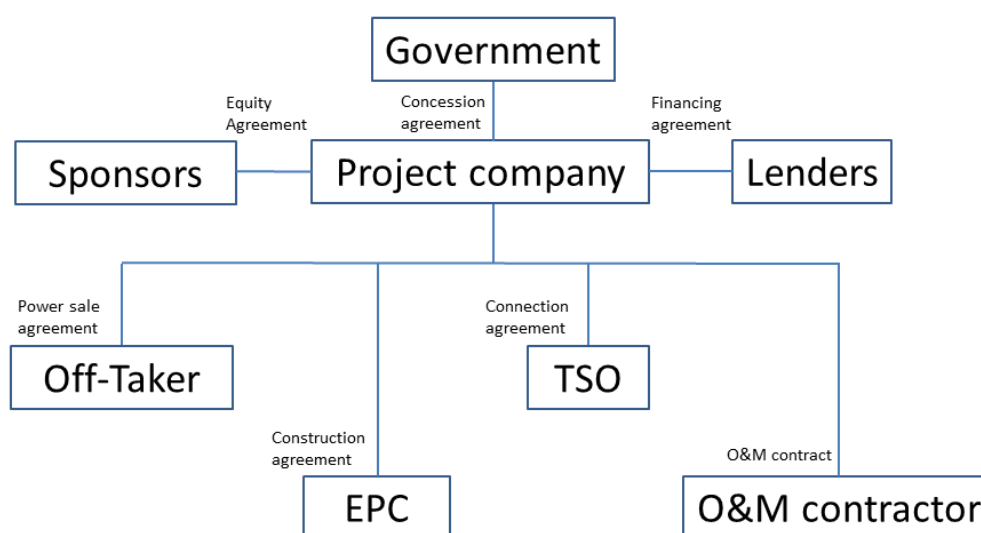 Government
Equity
Agreement
Concession
agreement
Financing
agreement
Sponsors
Project company
Lenders
Power sale
agreement
Connection
agreement
Off-Taker
TSO
Construction
agreement
O&M contract
EPC
O&M contractor